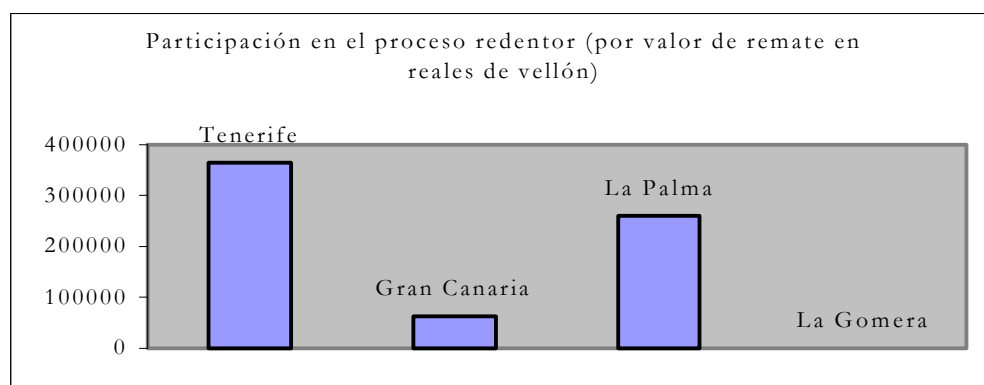 Participación en el proceso redentor (por valor de remate en
reales de vellón)
Tenerife
400000
300000
La Palma
200000
Gran Canaria
100000
La Gomera
0